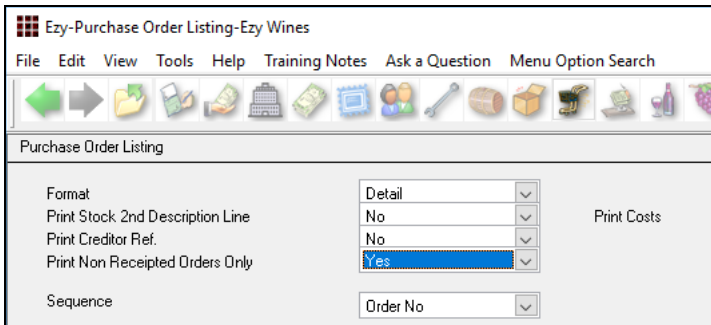 Ezy-Purchase Order Listing-Ezy Wines
File Edit View Tools Help Training Notes Ask a Question Menu Option Search
Purchase Order Listing
Format Detail
Print Stock 2nd Description Line No Print Costs
Print Creditor Ref. No
Print Non Receipted Orders Only Yes
Sequence Order No